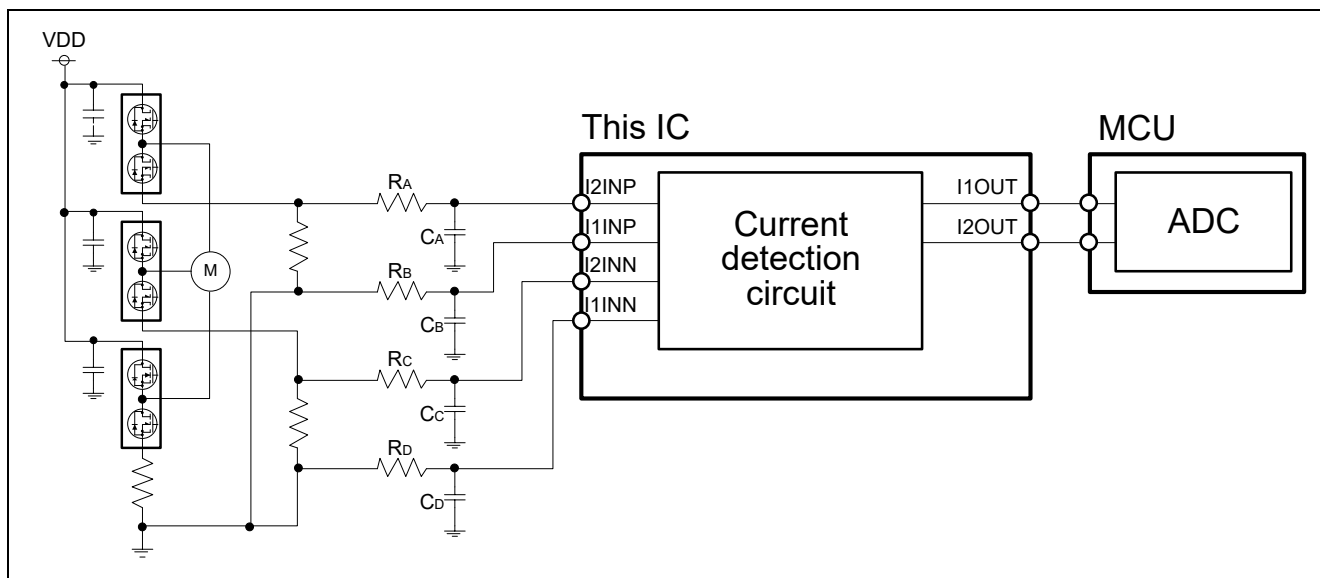 VDD
This IC
MCU
RA
I2INP
I1OUT
CA
I1INP
I2OUT
ADC
Current
detection
circuit
M
RB
I2INN
CB
I1INN
RC
CC
RD
CD